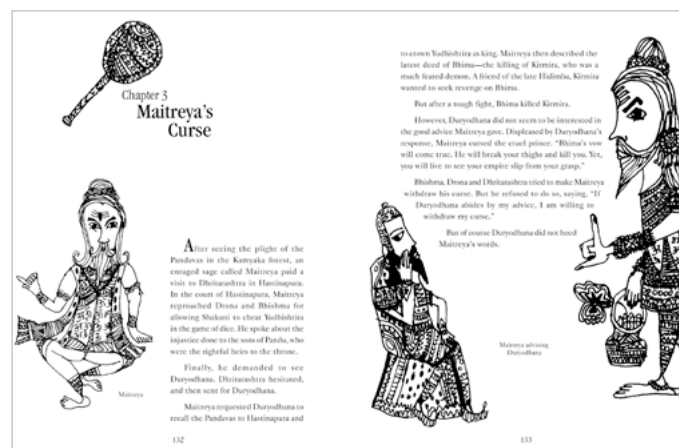 Chapter 3
Maitreya's
Curse
After seeing the plight of the
Pandavas in the Kamyaka forest, an
enraged sage called Maitreya paid a
visit to Dhritarashtra in Hastinapura.
In the court of Hastinapura, Maitreya
reproached Drona and Bhishma for
allowing Shakuni to cheat Yudhishtira
in the game of dice. He spoke about the
injustice done to the sons of Pandu, who
were the rightful heirs to the throne.
Finally, he demanded to see
Duryodhana. Dhritarashtra hesitated,
and then sent for Duryodhana.
Maitreya requested Duryodhana to
recall the Pandavas to Hastinapura and
Maitreya
132
to crown Yudhishtira as king. Maitreya then described the
latest deed of Bhima—the killing of Kirmira, who was a
much feared demon. A friend of the late Hidimba, Kirmira
wanted to seek revenge on Bhima.
But after a tough fight, Bhima killed Kirmira.
However, Duryodhana did not seem to be interested in
the good advice Maitreya gave. Displeased by Duryodhana's
response, Maitreya cursed the cruel prince. "Bhima's vow
will come true. He will break your thighs and kill you. Yet,
you will live to see your empire slip from your grasp."
Bhishma, Drona and Dhritarashtra tried to make Maitreya
withdraw his curse. But he refused to do so, saying, "If
Duryodhana abides by my advice, I am willing to
withdraw my curse."
But of course Duryodhana did not heed
Maitreya's words.
Maitreya advising
Duryodhana
133